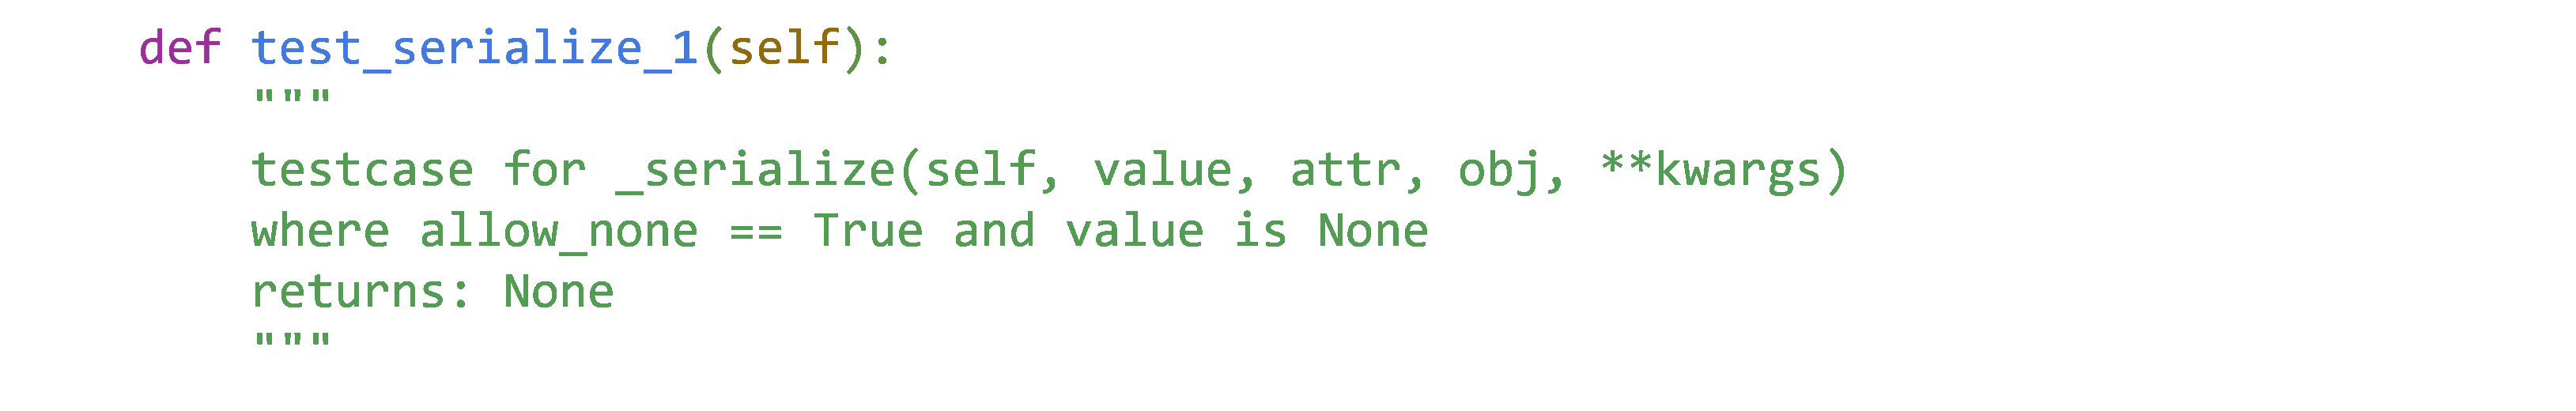 def test_serialize_1(self):
"""
testcase for _serialize(self, value, attr, obj, **kwargs)
where allow_none == True and value is None
returns: None
"""